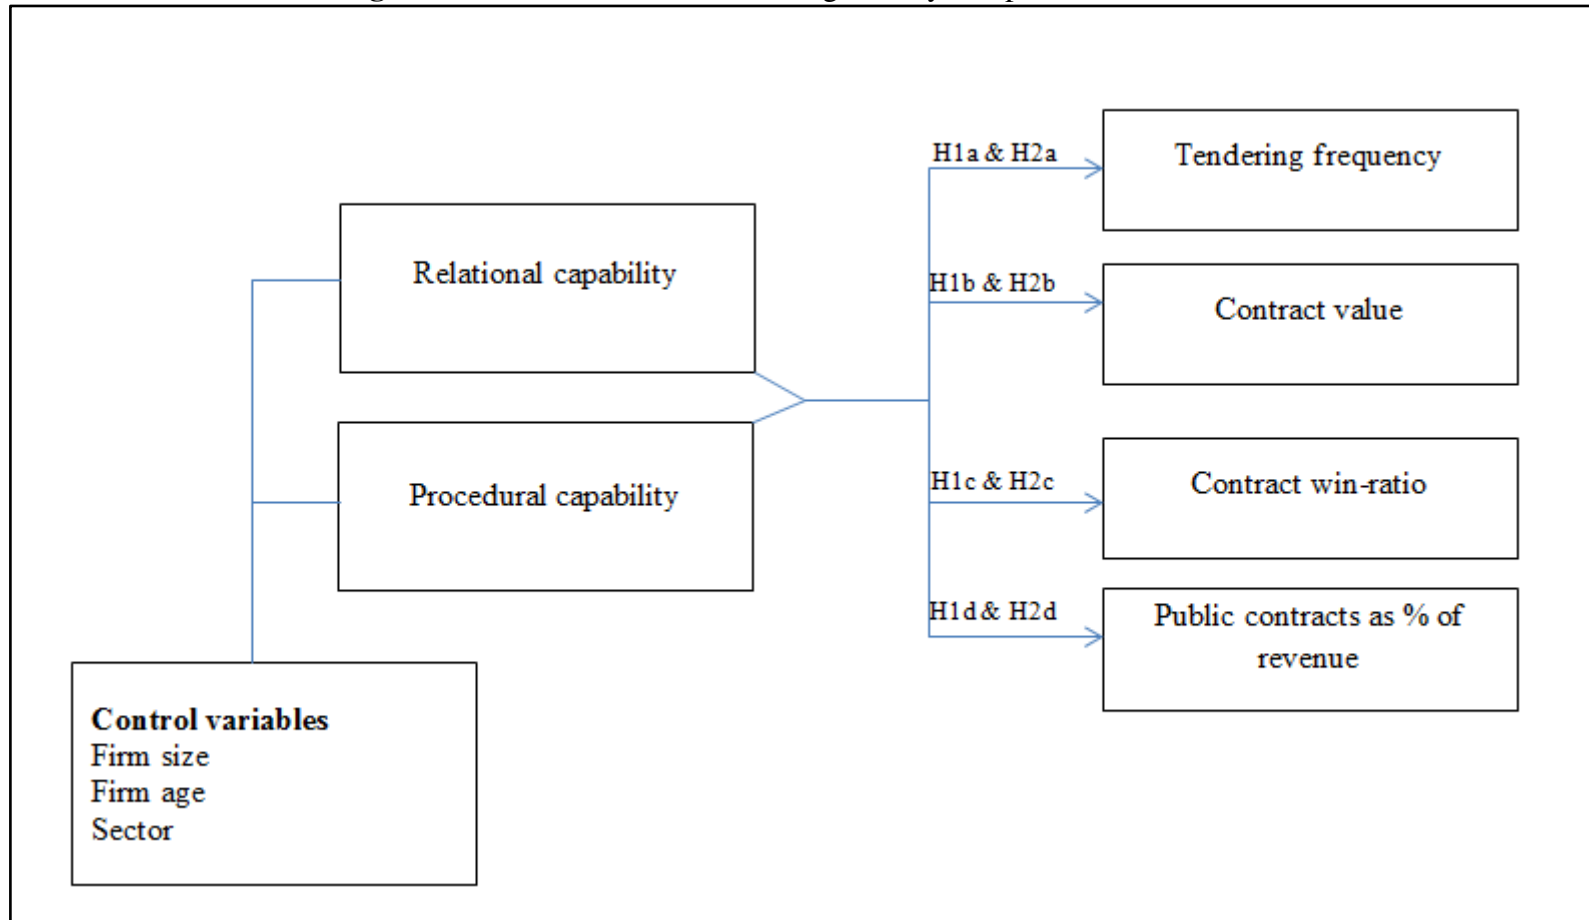 H1a & H2a
Tendering frequency
Relational capability
H1b & H2b
Contract value
Procedural capability
H1c & H2c
Contract win-ratio
H1d & H2d
Public contracts as % of
revenue
Control variables
Firm size
Firm age
Sector